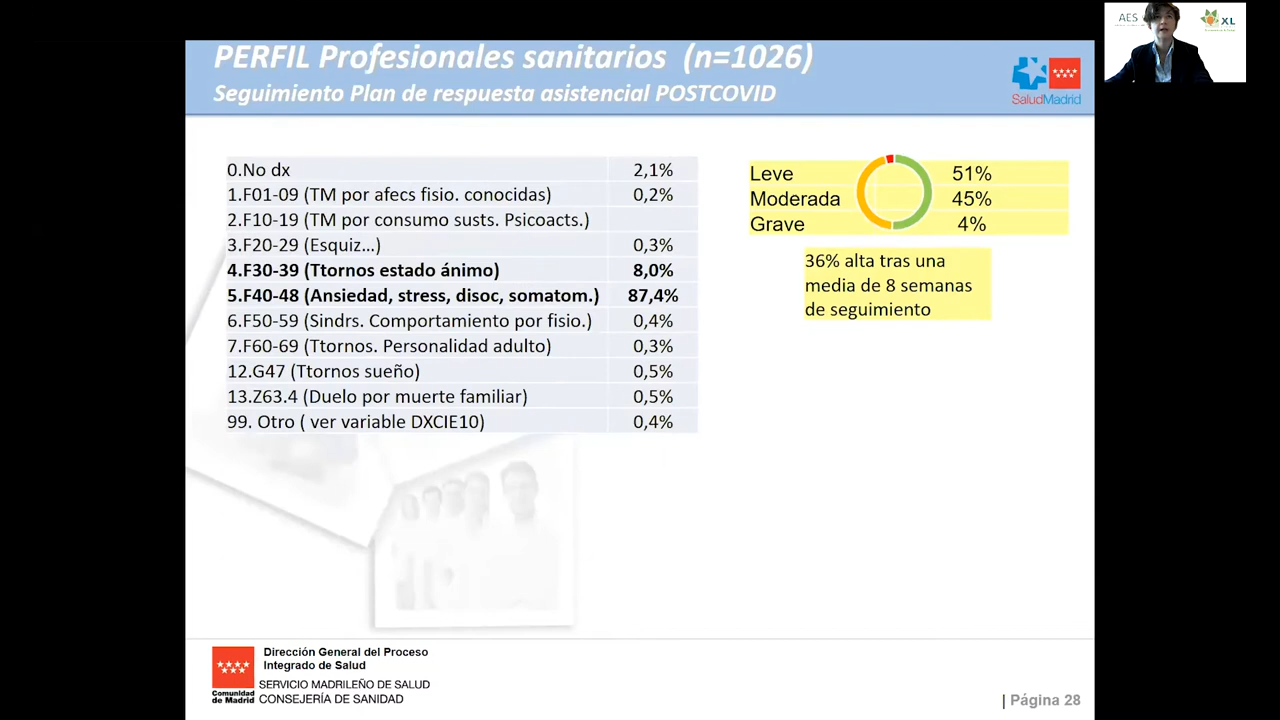 PERFIL Profesionales sanitarios (n=1026)
Seguimiento Plan de respuesta asistencial POSTCOVID
SaludMadrid
AES
XL
0.No dx 2,1%
1.F01-09 (TM por afecs fisio. conocidas) 0,2%
2.F10-19 (TM por consumo susts. Psicoacts.)
3.F20-29 (Esquiz...) 0,3%
4.F30-39 (Ttornos estado ánimo) 8,0%
5.F40-48 (Ansiedad, stress, disoc, somatom.) 87,4%
6.F50-59 (Sindrs. Comportamiento por fisio.) 0,4%
7.F60-69 (Ttornos. Personalidad adulto) 0,3%
12.G47 (Ttornos sueño) 0,5%
13.Z63.4 (Duelo por muerte familiar) 0,5%
99. Otro ( ver variable DXCIE10) 0,4%
Leve 51%
Moderada 45%
Grave 4%
36% alta tras una
media de 8 semanas
de seguimiento
Comunidad
de Madrid
Dirección General del Proceso
Integrado de Salud
SERVICIO MADRILEÑO DE SALUD
CONSEJERÍA DE SANIDAD
| Página 28